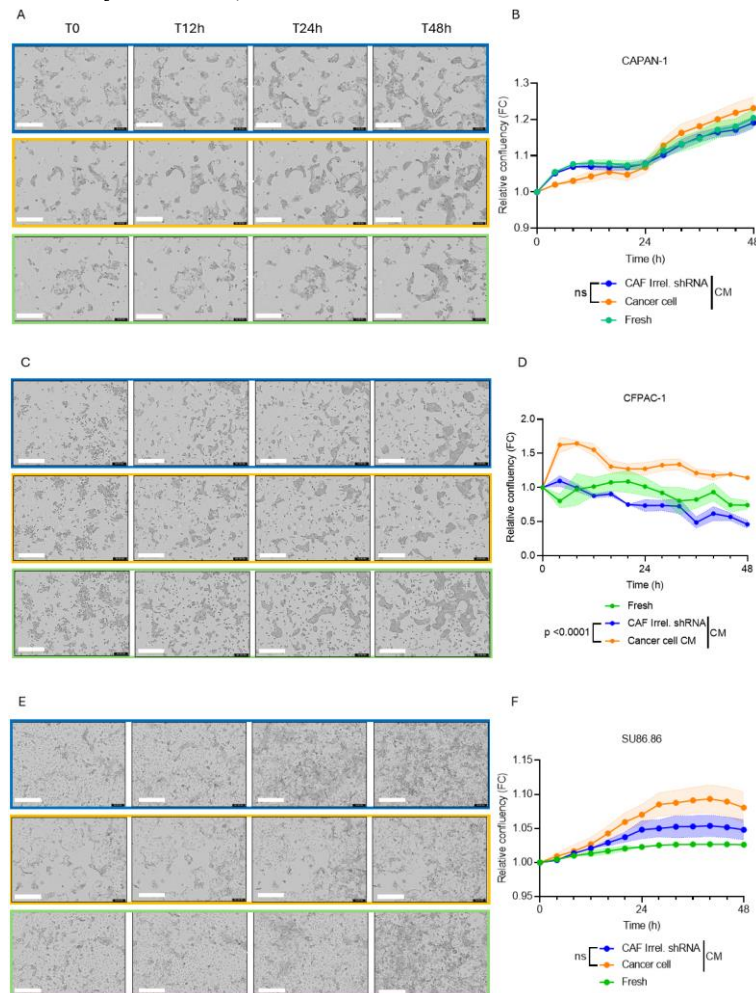 A
T0 T12h T24h T48h
B
CAPAN-1
Relative confluency (FC)
1.3
1.2
1.1
1.0
0.9
0 24 48
Time (h)
ns
CAF Irrel. shRNA
Cancer cell
CM
Fresh
C
D
CFPAC-1
Relative confluency (FC)
2.0
1.5
1.0
0.5
0.0
0 24 48
Time (h)
Fresh
p <0.0001
CAF Irrel. shRNA
Cancer cell CM
CM
E
F
SU86.86
Relative confluency (FC)
1.15
1.10
1.05
1.00
0.95
0 24 48
Time (h)
ns
CAF Irrel. shRNA
Cancer cell
CM
Fresh